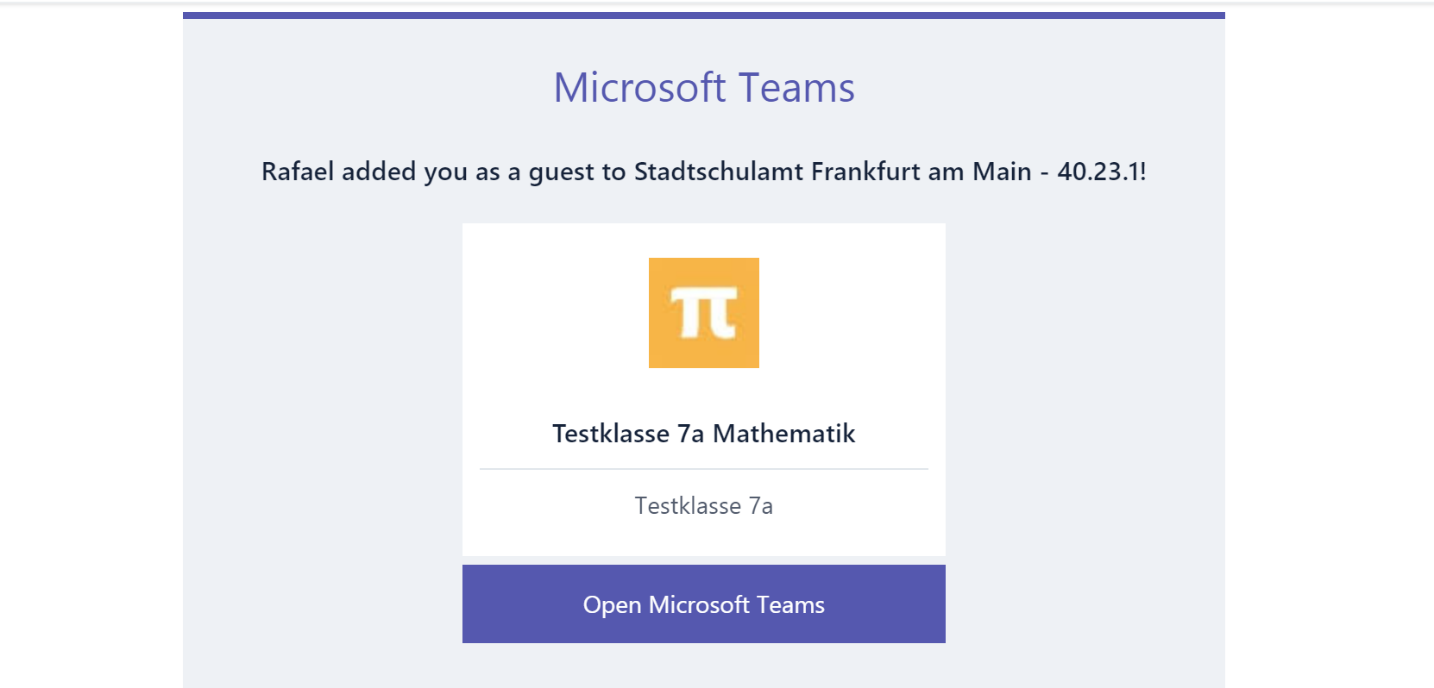 Microsoft Teams
Rafael added you as a guest to Stadtschulamt Frankfurt am Main - 40.23.1!
π
Testklasse 7a Mathematik
Testklasse 7a
Open Microsoft Teams